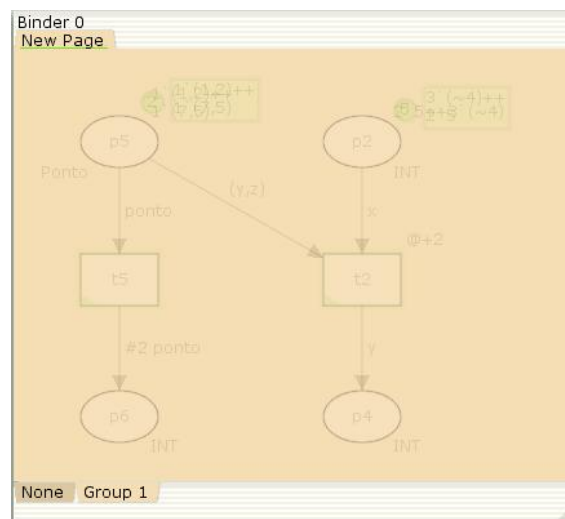 Binder 0
New Page
p5
p2
Ponto
INT
(y,z)
ponto
x
@+2
t5
t2
#2 ponto
y
p6
p4
INT
INT
None
Group 1